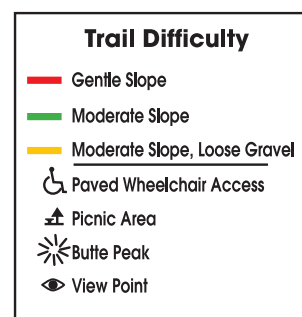 Trail Difficulty
Gentle Slope
Moderate Slope
Moderate Slope, Loose Gravel
Paved Wheelchair Access
Picnic Area
Butte Peak
View Point